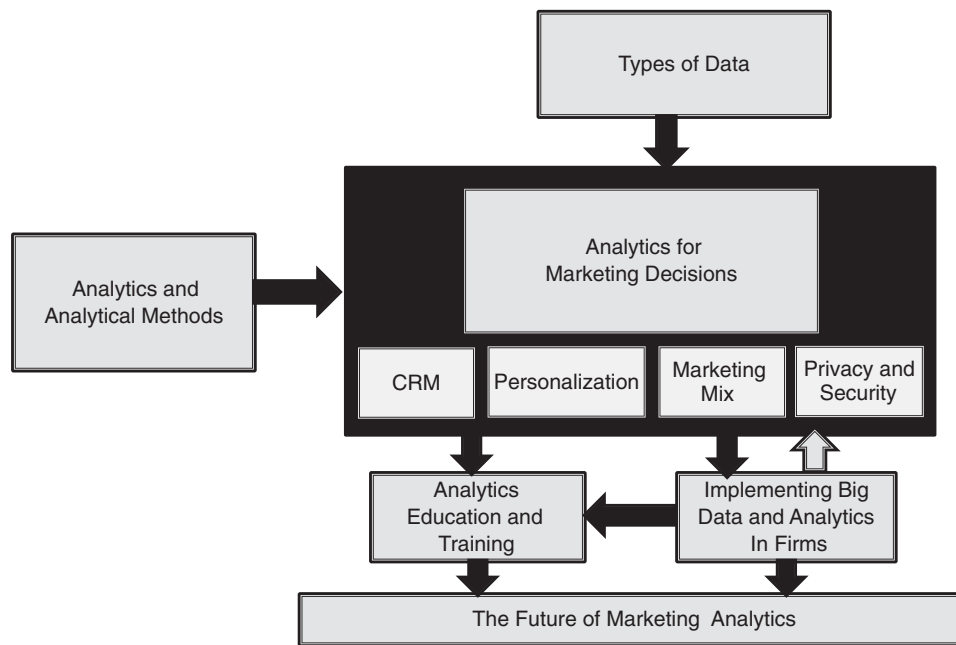 Types of Data
Analytics for
Marketing Decisions
Analytics and
Analytical Methods
CRM
Personalization
Marketing
Mix
Privacy and
Security
Analytics
Education and
Training
Implementing Big
Data and Analytics
In Firms
The Future of Marketing Analytics